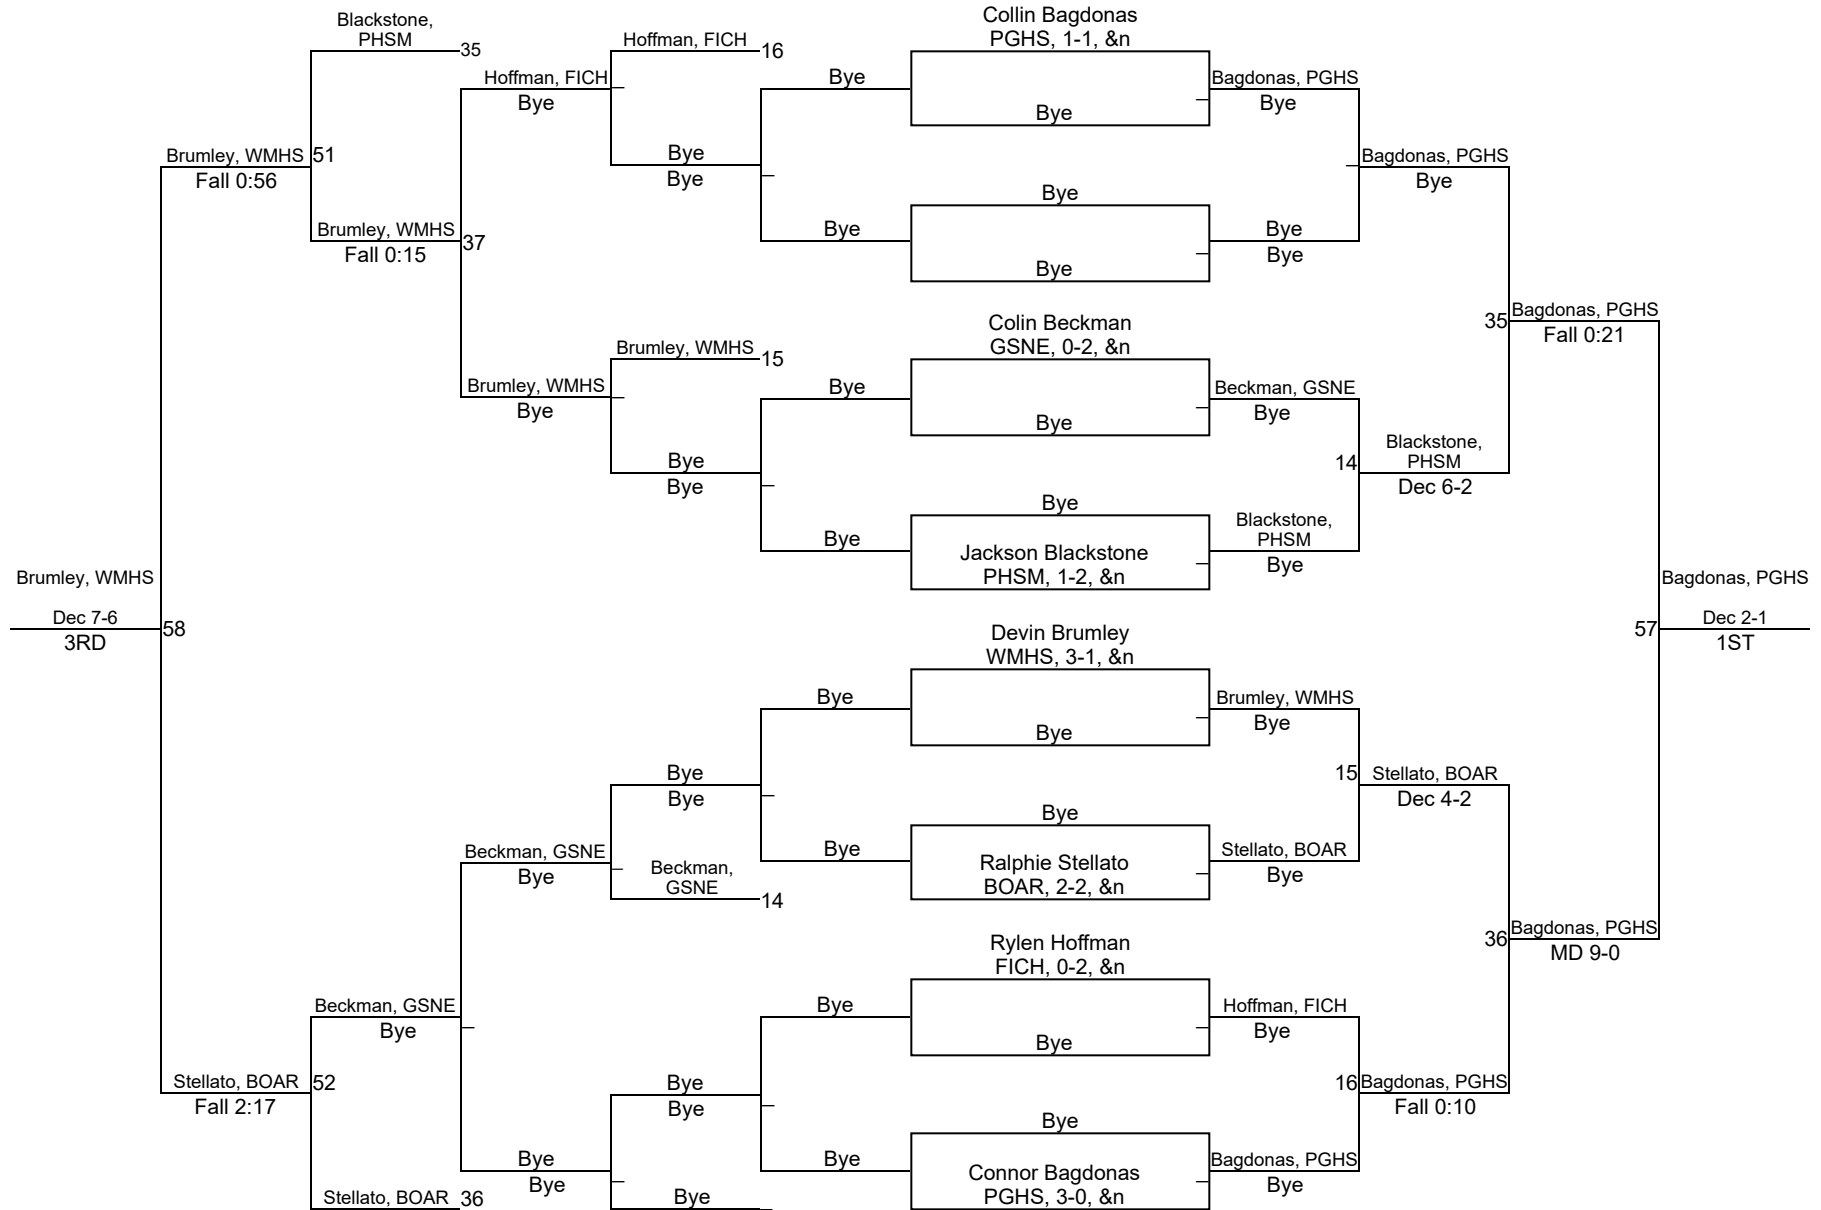 Blackstone,
PHSM
35
Hoffman, FICH
Bye
Hoffman, FICH
16
Brumley, WMHS
51
Fall 0:56
Bye
Bye
Brumley, WMHS
37
Fall 0:15
Brumley, WMHS
15
Brumley, WMHS
Bye
Bye
Bye
Brumley, WMHS
Dec 7-6
58
3RD
Bye
Bye
Beckman, GSNE
Bye
Beckman,
GSNE
14
Beckman, GSNE
Bye
Stellato, BOAR
52
Fall 2:17
Bye
Bye
Bye
Bye
Stellato, BOAR
36
Bye
Bye
Bye
Bye
Bye
Bye
Bye
Bye
Bye
Collin Bagdonas
PGHS, 1-1, &n
Bye
Bye
Bye
Colin Beckman
GSNE, 0-2, &n
Bye
Bye
Jackson Blackstone
PHSM, 1-2, &n
Devin Brumley
WMHS, 3-1, &n
Bye
Bye
Ralphie Stellato
BOAR, 2-2, &n
Rylen Hoffman
FICH, 0-2, &n
Bye
Bye
Connor Bagdonas
PGHS, 3-0, &n
Bagdonas, PGHS
Bye
Bagdonas, PGHS
Bye
Bye
Bye
35
Bagdonas, PGHS
Fall 0:21
Beckman, GSNE
Bye
14
Blackstone,
PHSM
Dec 6-2
Blackstone,
PHSM
Bye
Bagdonas, PGHS
57
Dec 2-1
1ST
Brumley, WMHS
Bye
15
Stellato, BOAR
Dec 4-2
Stellato, BOAR
Bye
36
Bagdonas, PGHS
MD 9-0
Hoffman, FICH
Bye
16
Bagdonas, PGHS
Fall 0:10
Bagdonas, PGHS
Bye